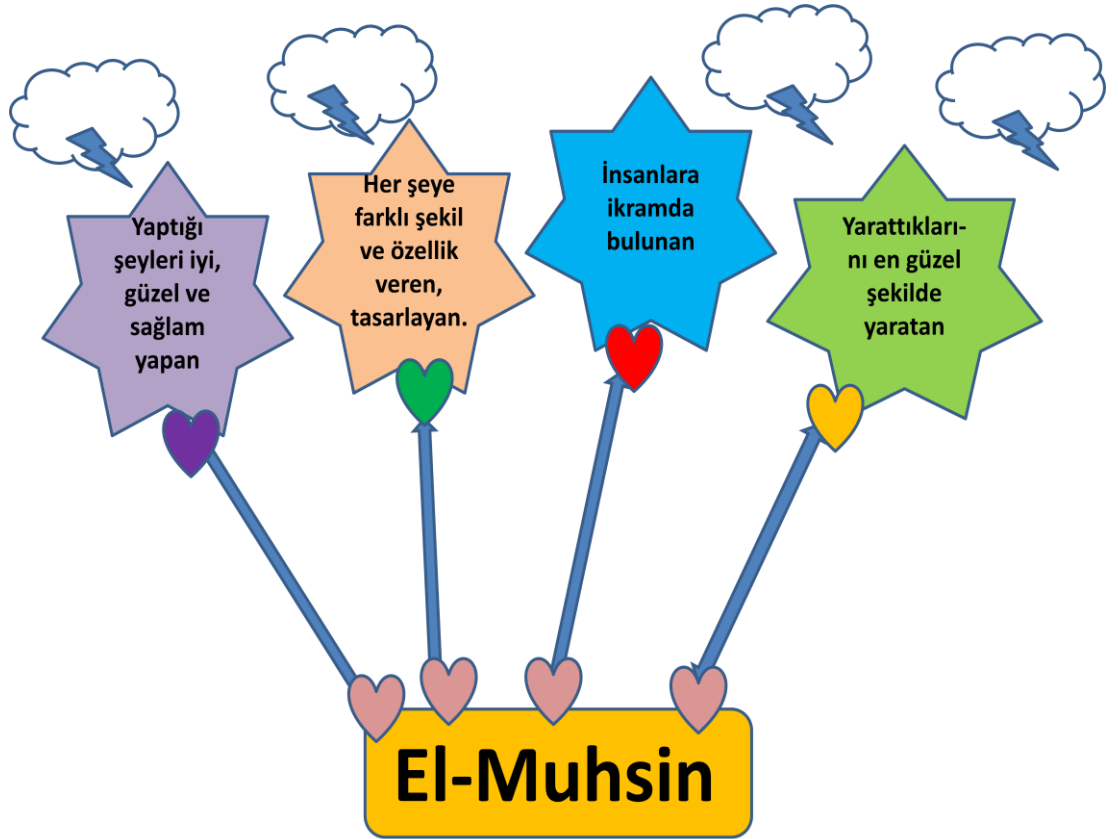 Yaptığı
şeyleri iyi,
güzel ve
sağlam
yapan
Her şeye
farklı şekil
ve özellik
veren,
tasarlayan.
İnsanlara
ikramda
bulunan
Yarattıkları-
nı en güzel
şekilde
yaratan
El-Muhsin